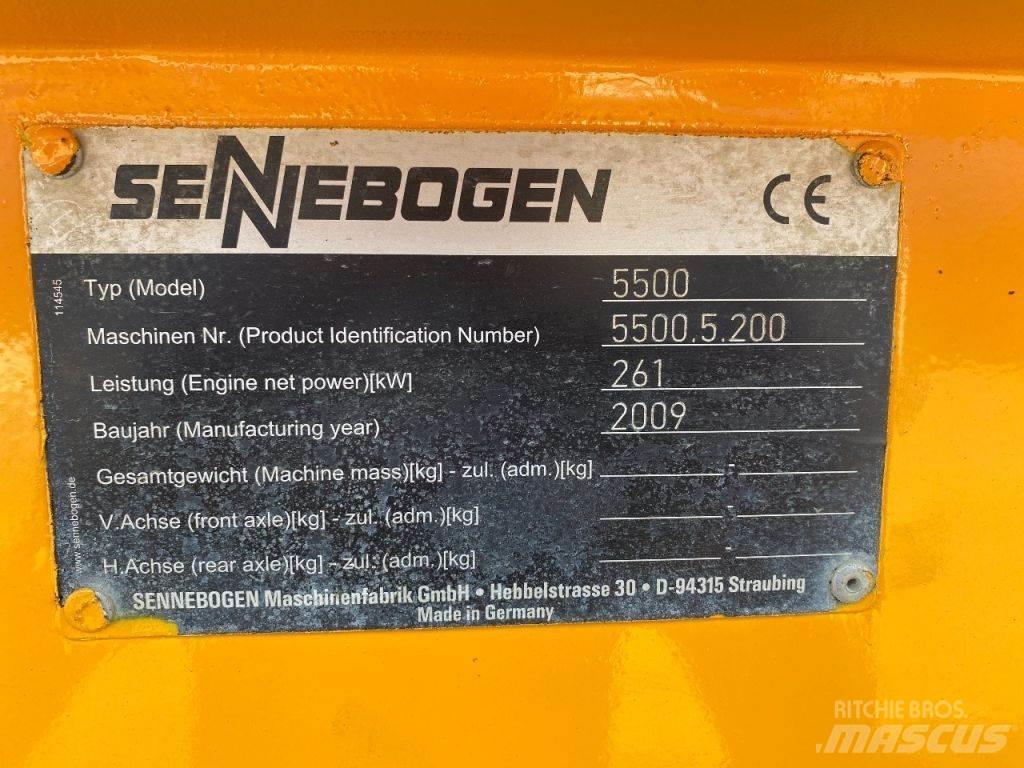 SENNEBOGEN CE
Typ (Model) 5500
Maschinen Nr. (Product Identification Number) 5500.5.200
Leistung (Engine net power)[kW] 261
Baujahr (Manufacturing year) 2009
Gesamtgewicht (Machine mass)[kg] - zul. (adm.)[kg] -
V.Achse (front axle)[kg] - zul. (adm.)[kg] -
H.Achse (rear axle)[kg] - zul. (adm.)[kg] -
SENNEBOGEN Maschinenfabrik GmbH • Hebbelstrasse 30 • D-94315 Straubing
Made in Germany
114545
www.sennebogen.de
RITCHIE BROS.
MASCUS